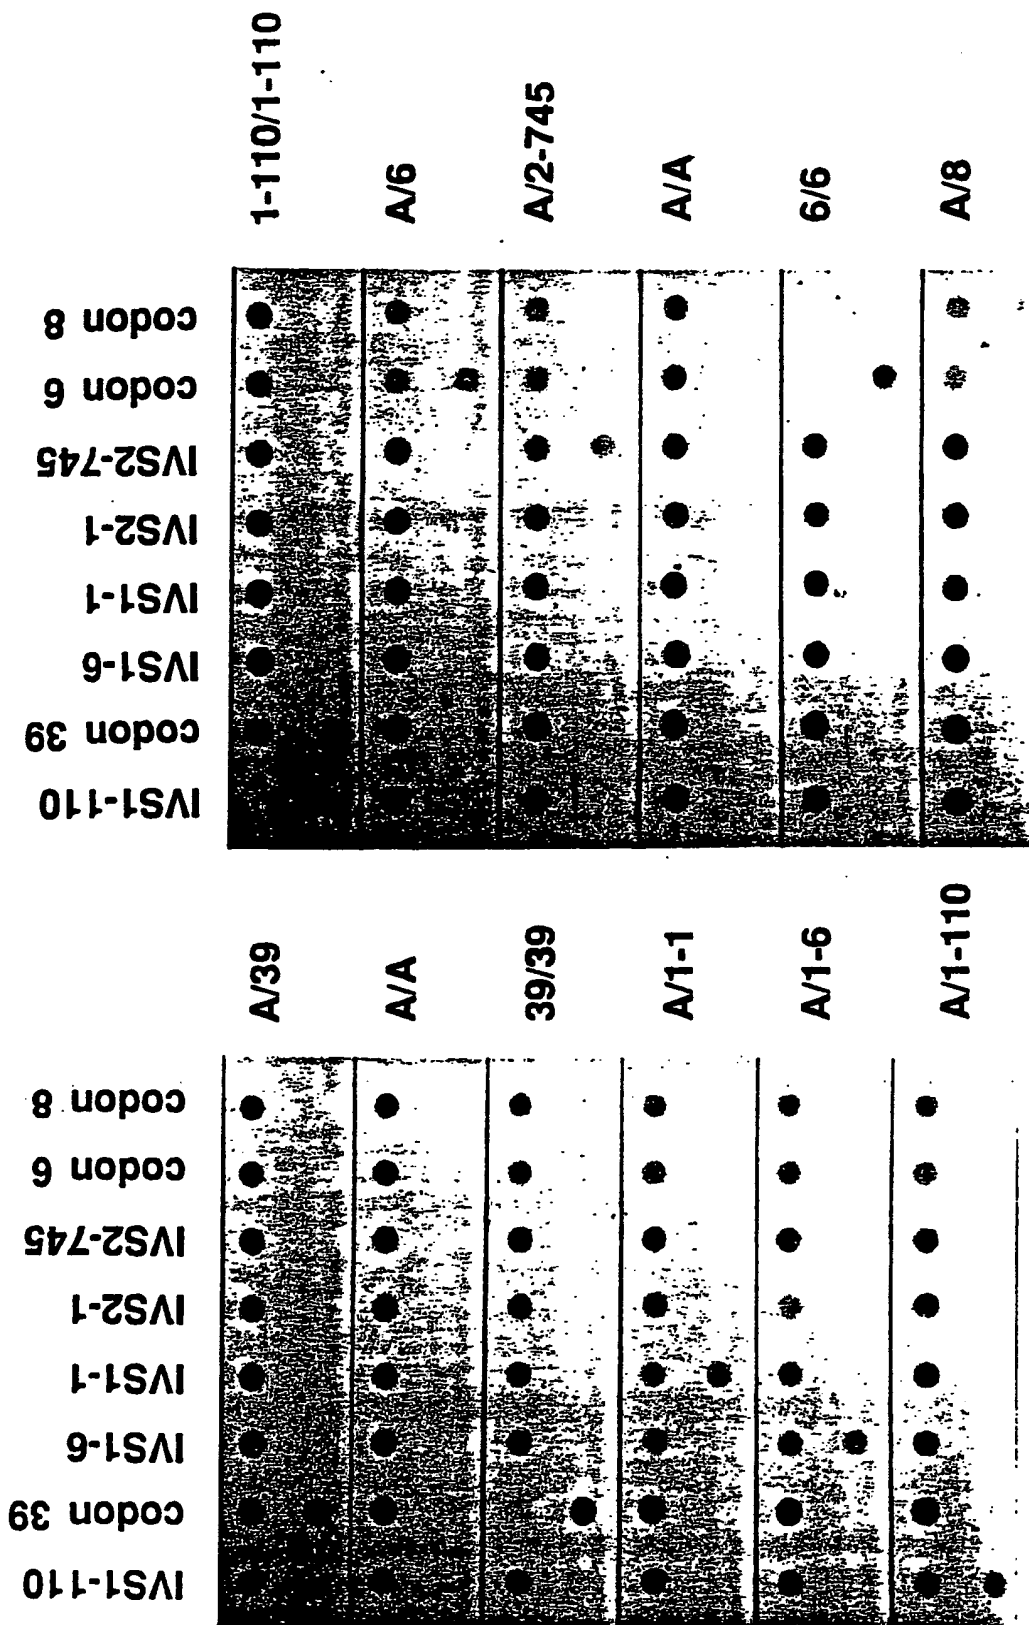 codon 8
codon 6
IVS2-745
IVS2-1
IVS1-1
IVS1-6
codon 39
IVS1-110
1-110/1-110
A/6
A/2-745
A/A
6/6
A/8
codon 8
codon 6
IVS2-745
IVS2-1
IVS1-1
IVS1-6
codon 39
IVS1-110
A/39
A/A
39/39
A/1-1
A/1-6
A/1-110